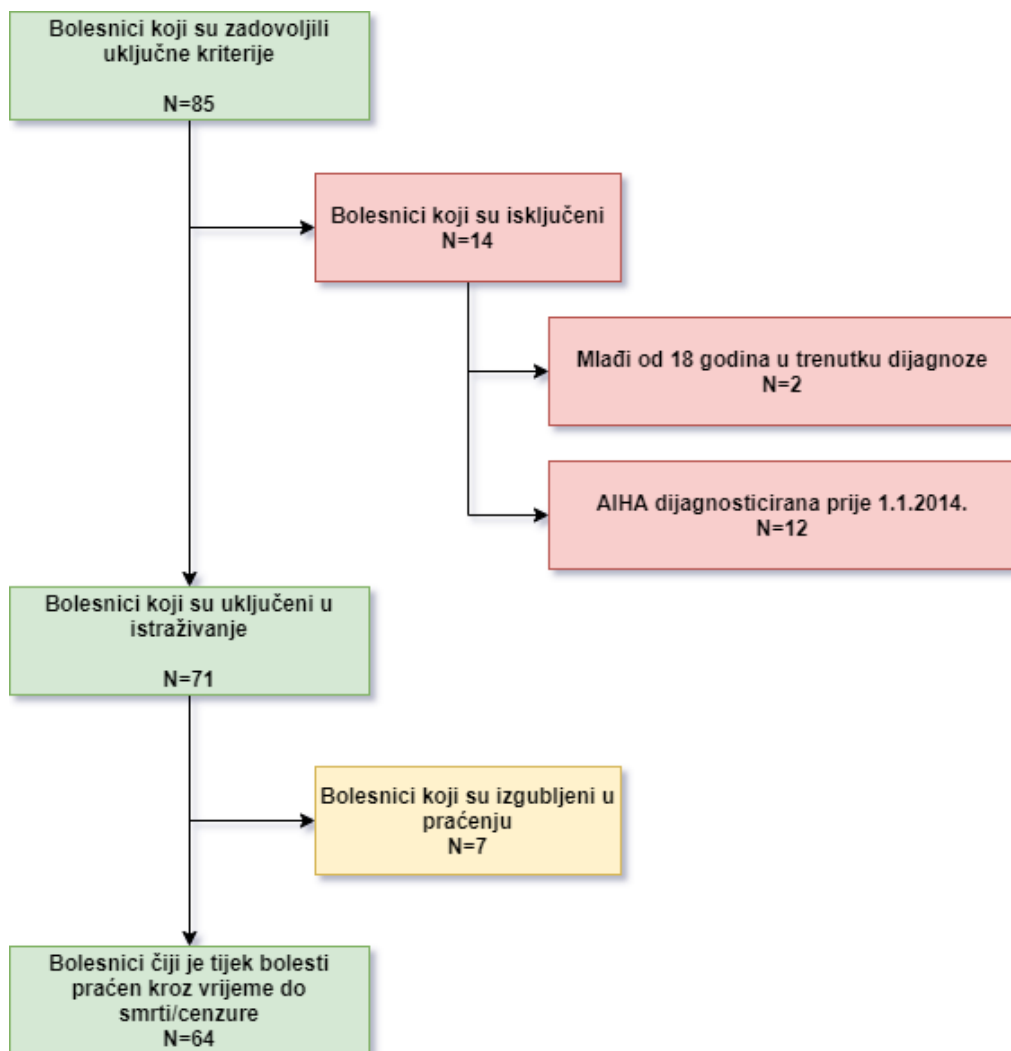 Bolesnici koji su zadovoljili
uključne kriterije
N=85
Bolesnici koji su isključeni
N=14
Mlađi od 18 godina u trenutku dijagnoze
N=2
AIHA dijagnosticirana prije 1.1.2014.
N=12
Bolesnici koji su uključeni u
istraživanje
N=71
Bolesnici koji su izgubljeni u
praćenju
N=7
Bolesnici čiji je tijek bolesti
praćen kroz vrijeme do
smrti/cenzure
N=64